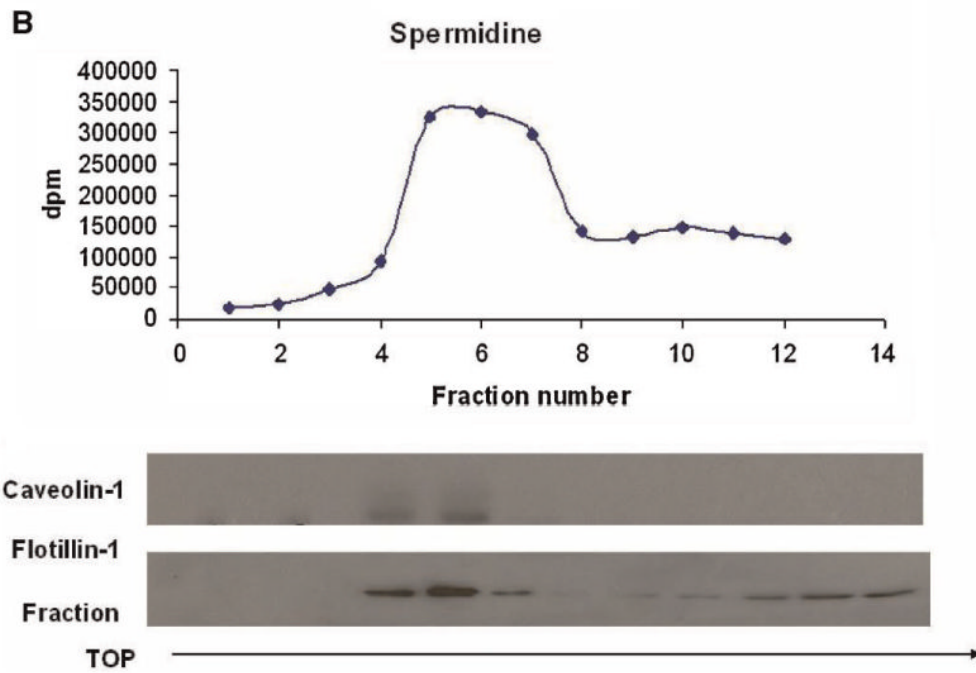 B
Spermidine
400000
350000
300000
250000
200000
150000
100000
50000
0
dpm
0 2 4 6 8 10 12 14
Fraction number
Caveolin-1
Flotillin-1
Fraction
TOP